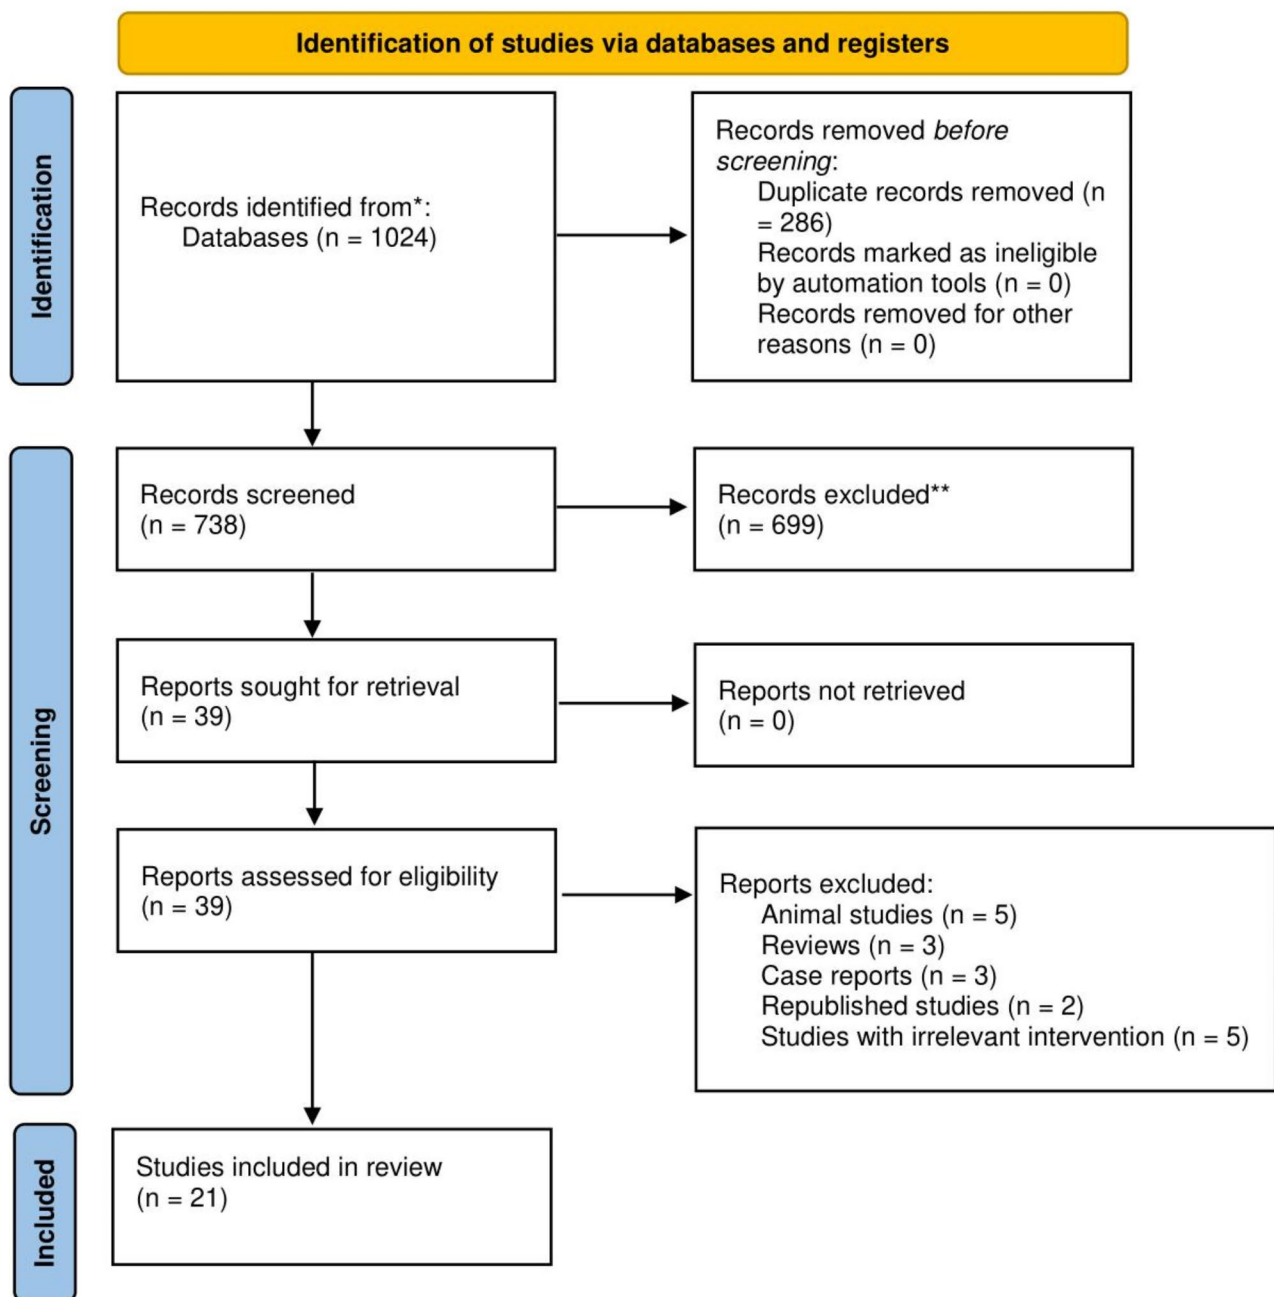 Identification of studies via databases and registers
Identification
Records identified from*:
Databases (n = 1024)
Records removed before
screening:
Duplicate records removed (n
= 286)
Records marked as ineligible
by automation tools (n = 0)
Records removed for other
reasons (n = 0)
Screening
Records screened
(n = 738)
Records excluded**
(n = 699)
Reports sought for retrieval
(n = 39)
Reports not retrieved
(n = 0)
Reports assessed for eligibility
(n = 39)
Reports excluded:
Animal studies (n = 5)
Reviews (n = 3)
Case reports (n = 3)
Republished studies (n = 2)
Studies with irrelevant intervention (n = 5)
Included
Studies included in review
(n = 21)